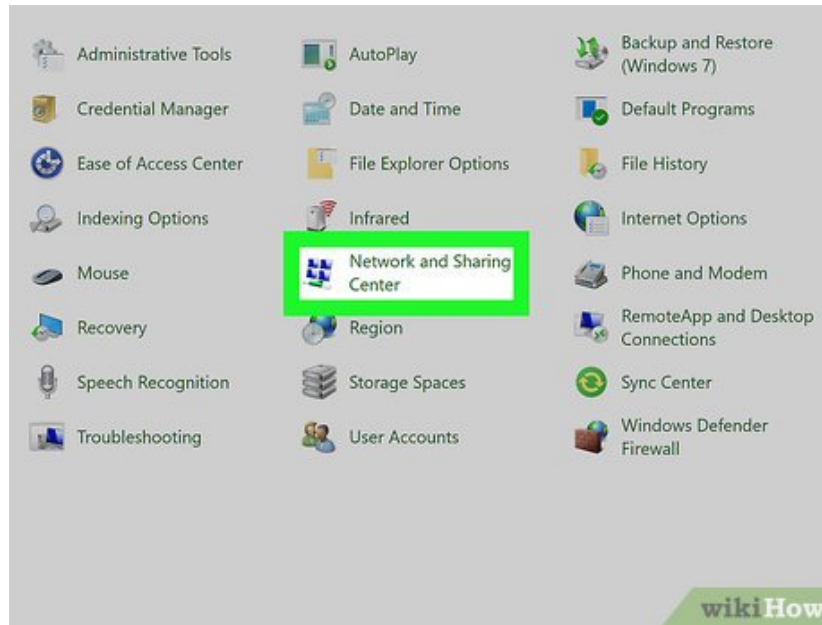 Administrative Tools
AutoPlay
Backup and Restore
(Windows 7)
Credential Manager
Date and Time
Default Programs
Ease of Access Center
File Explorer Options
File History
Indexing Options
Infrared
Internet Options
Mouse
Network and Sharing
Center
Phone and Modem
Recovery
Region
RemoteApp and Desktop
Connections
Speech Recognition
Storage Spaces
Sync Center
Troubleshooting
User Accounts
Windows Defender
Firewall
wikiHow